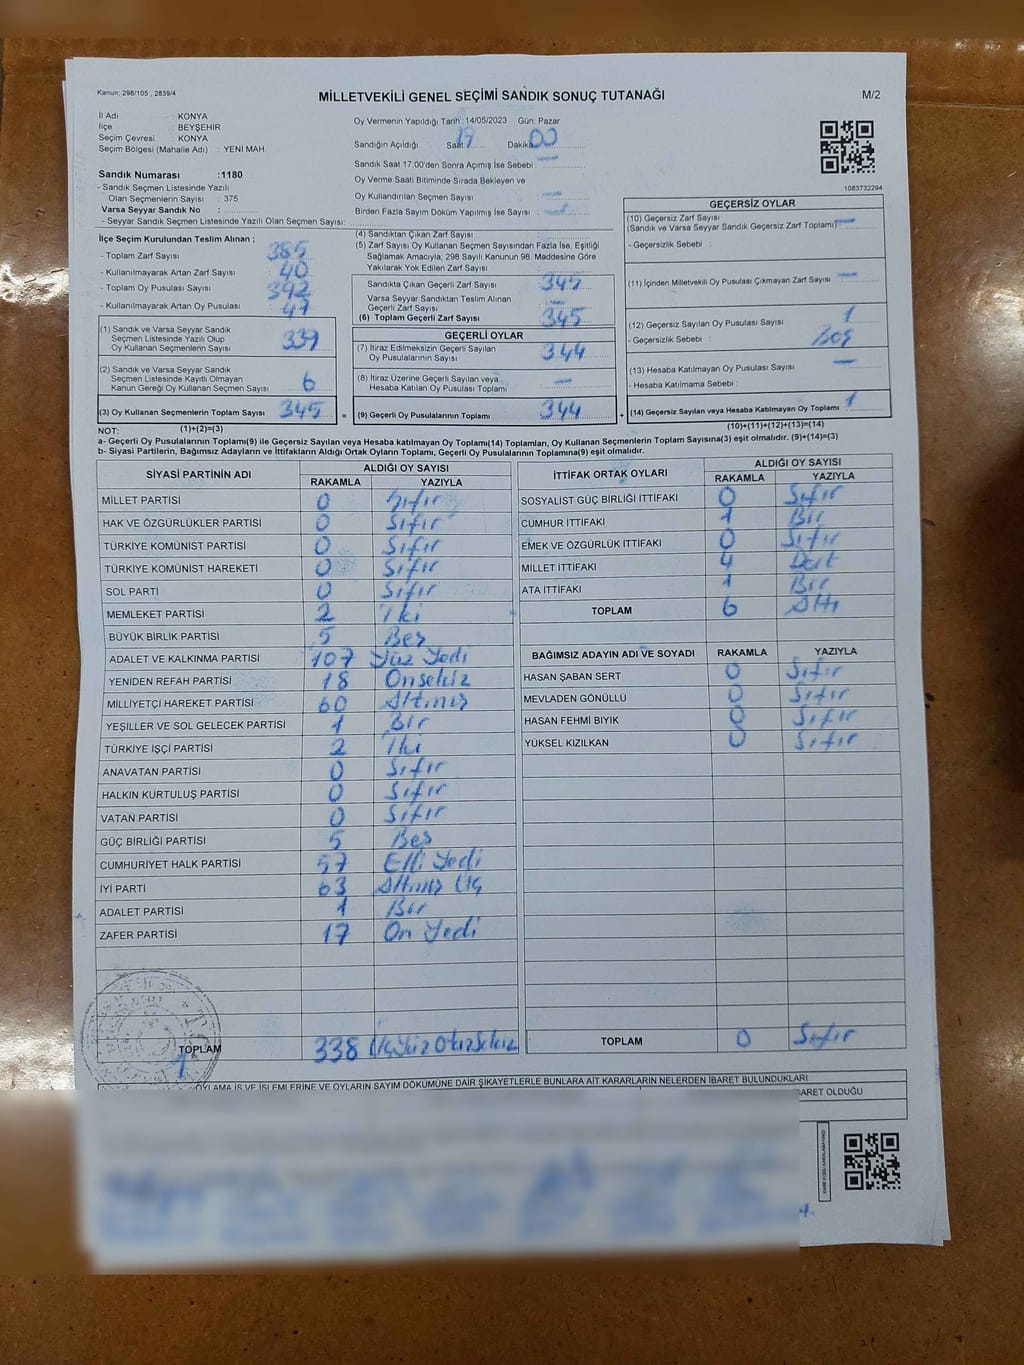 Kanun: 298/105 , 2839/4
MİLLETVEKİLİ GENEL SEÇİMİ SANDIK SONUÇ TUTANAĞI
M/2
İl Adı : KONYA
İlçe : BEYŞEHİR
Seçim Çevresi : KONYA
Seçim Bölgesi (Mahalle Adı) : YENİ MAH.
Sandık Numarası :1180
- Sandık Seçmen Listesinde Yazılı
Olan Seçmenlerin Sayısı : 375
Varsa Seyyar Sandık No :
- Seyyar Sandık Seçmen Listesinde Yazılı Olan Seçmen Sayısı:
Oy Vermenin Yapıldığı Tarih :14/05/2023 Gün: Pazar
Sandığın Açıldığı Saat Dakika 00
Sandık Saat 17:00'den Sonra Açımış İse Sebebi : —
Oy Verme Saati Bitiminde Sırada Bekleyen ve
Oy Kullandırılan Seçmen Sayısı : —
Birden Fazla Sayım Döküm Yapılmış İse Sayısı : —
1083732294
İlçe Seçim Kurulundan Teslim Alınan ;
- Toplam Zarf Sayısı : 385
- Kullanılmayarak Artan Zarf Sayısı : 40
- Toplam Oy Pusulası Sayısı : 392
- Kullanılmayarak Artan Oy Pusulası : 47
(1) Sandık ve Varsa Seyyar Sandık
Seçmen Listesinde Yazılı Olup
Oy Kullanan Seçmenlerin Sayısı : 339
(2) Sandık ve Varsa Seyyar Sandık
Seçmen Listesinde Kayıtlı Olmayan
Kanun Gereği Oy Kullanan Seçmen Sayısı : 6
(3) Oy Kullanan Seçmenlerin Toplam Sayısı : 345
(4) Sandıktan Çıkan Zarf Sayısı :
(5) Zarf Sayısı Oy Kullanan Seçmen Sayısından Fazla İse, Eşitliği
Sağlamak Amacıyla; 298 Sayılı Kanunun 98. Maddesine Göre
Yakılarak Yok Edilen Zarf Sayısı :
Sandıkta Çıkan Geçerli Zarf Sayısı : 345
Varsa Seyyar Sandıktan Teslim Alınan
Geçerli Zarf Sayısı : —
(6) Toplam Geçerli Zarf Sayısı : 345
GEÇERLİ OYLAR
(7) İtiraz Edilmeksizin Geçerli Sayılan
Oy Pusulalarının Sayısı : 344
(8) İtiraz Üzerine Geçerli Sayılan veya
Hesaba Katılan Oy Pusulası Toplamı : —
= (9) Geçerli Oy Pusulalarının Toplamı : 344
GEÇERSİZ OYLAR
(10) Geçersiz Zarf Sayısı
(Sandık ve Varsa Seyyar Sandık Geçersiz Zarf Toplamı) : —
- Geçersizlik Sebebi :
(11) İçinden Milletvekili Oy Pusulası Çıkmayan Zarf Sayısı : —
(12) Geçersiz Sayılan Oy Pusulası Sayısı : 1
- Geçersizlik Sebebi : Boş
(13) Hesaba Katılmayan Oy Pusulası Sayısı : —
- Hesaba Katılmama Sebebi :
+ (14) Geçersiz Sayılan veya Hesaba Katılmayan Oy Toplamı : 1
NOT: (1)+(2)=(3)
(10)+(11)+(12)+(13)=(14)
a- Geçerli Oy Pusulalarının Toplamı(9) ile Geçersiz Sayılan veya Hesaba katılmayan Oy Toplamı(14) Toplamları, Oy Kullanan Seçmenlerin Toplam Sayısına(3) eşit olmalıdır. (9)+(14)=(3)
b- Siyasi Partilerin, Bağımsız Adayların ve İttifakların Aldığı Ortak Oyların Toplamı, Geçerli Oy Pusulalarının Toplamına(9) eşit olmalıdır.
SİYASİ PARTİNİN ADI ALDIĞI OY SAYISI
RAKAMLA YAZIYLA
MİLLET PARTİSİ 0 Sıfır
HAK VE ÖZGÜRLÜKLER PARTİSİ 0 Sıfır
TÜRKİYE KOMÜNİST PARTİSİ 0 Sıfır
TÜRKİYE KOMÜNİST HAREKETİ 0 Sıfır
SOL PARTİ 0 Sıfır
MEMLEKET PARTİSİ 2 İki
BÜYÜK BİRLİK PARTİSİ 5 Beş
ADALET VE KALKINMA PARTİSİ 107 Yüz Yedi
YENİDEN REFAH PARTİSİ 18 Onsekiz
MİLLİYETÇİ HAREKET PARTİSİ 60 Altmış
YEŞİLLER VE SOL GELECEK PARTİSİ 1 Bir
TÜRKİYE İŞÇİ PARTİSİ 2 İki
ANAVATAN PARTİSİ 0 Sıfır
HALKIN KURTULUŞ PARTİSİ 0 Sıfır
VATAN PARTİSİ 0 Sıfır
GÜÇ BİRLİĞİ PARTİSİ 5 Beş
CUMHURİYET HALK PARTİSİ 57 Elli Yedi
İYİ PARTİ 63 Altmış Üç
ADALET PARTİSİ 1 Bir
ZAFER PARTİSİ 17 On Yedi
TOPLAM 338 ÜçYüz OtuzSekiz
İTTİFAK ORTAK OYLARI ALDIĞI OY SAYISI
RAKAMLA YAZIYLA
SOSYALİST GÜÇ BİRLİĞİ İTTİFAKI 0 Sıfır
CUMHUR İTTİFAKI 1 Bir
EMEK VE ÖZGÜRLÜK İTTİFAKI 0 Sıfır
MİLLET İTTİFAKI 4 Dört
ATA İTTİFAKI 1 Bir
TOPLAM 6 Altı
BAĞIMSIZ ADAYIN ADI VE SOYADI RAKAMLA YAZIYLA
HASAN ŞABAN SERT 0 Sıfır
MEVLADEN GÖNÜLLÜ 0 Sıfır
HASAN FEHMİ BIYIK 0 Sıfır
YÜKSEL KIZILKAN 0 Sıfır
TOPLAM 0 Sıfır
OYLAMA İŞ VE İŞLEMLERİNE VE OYLARIN SAYIM DÖKÜMÜNE DAİR ŞİKAYETLERLE BUNLARA AİT KARARLARIN NELERDEN İBARET BULUNDUKLARI
BARET OLDUĞU